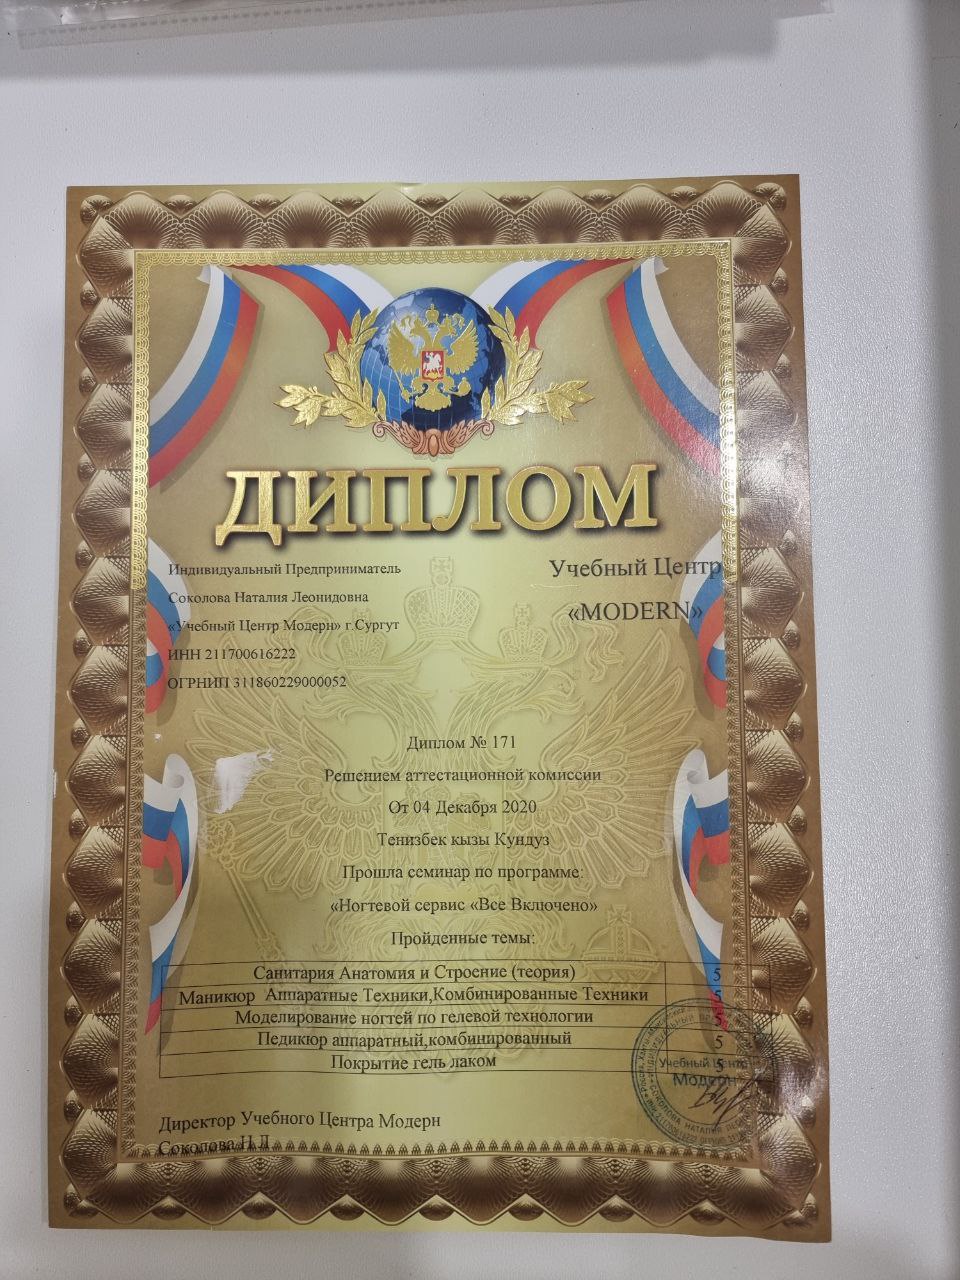 ДИПЛОМ
Индивидуальный Предприниматель
Соколова Наталия Леонидовна
«Учебный Центр Модерн» г.Сургут
ИНН 211700616222
ОГРНИП 311860229000052
Учебный Центр
«MODERN»
Диплом № 171
Решением аттестационной комиссии
От 04 Декабря 2020
Тенизбек кызы Кундуз
Прошла семинар по программе:
«Ногтевой сервис «Все Включено»
Пройденные темы:
Санитария Анатомия и Строение (теория) 5
Маникюр Аппаратные Техники,Комбинированные Техники 5
Моделирование ногтей по гелевой технологии 5
Педикюр аппаратный,комбинированный 5
Покрытие гель лаком 5
Учебный Центр
Модерн
Директор Учебного Центра Модерн
Соколова Н.Л